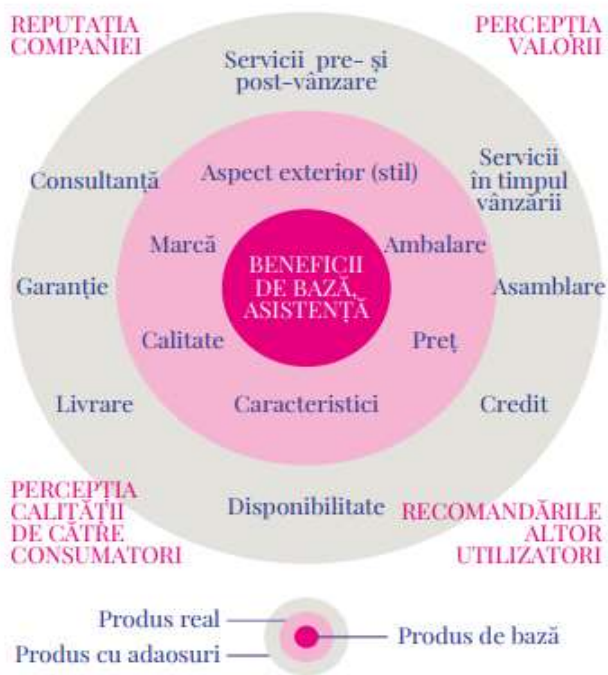 REPUTAȚIA
COMPANIEI
PERCEPȚIA
VALORII
Servicii pre- și
post-vânzare
Consultanță
Aspect exterior (stil)
Servicii
în timpul
vânzării
Marcă
Ambalare
BENEFICII
DE BAZĂ,
ASISTENȚĂ
Garanție
Asamblare
Calitate
Preț
Livrare
Caracteristici
Credit
PERCEPȚIA
CALITĂȚII
DE CĂTRE
CONSUMATORI
Disponibilitate
RECOMANDĂRILE
ALTOR
UTILIZATORI
Produs real
Produs de bază
Produs cu adaosuri